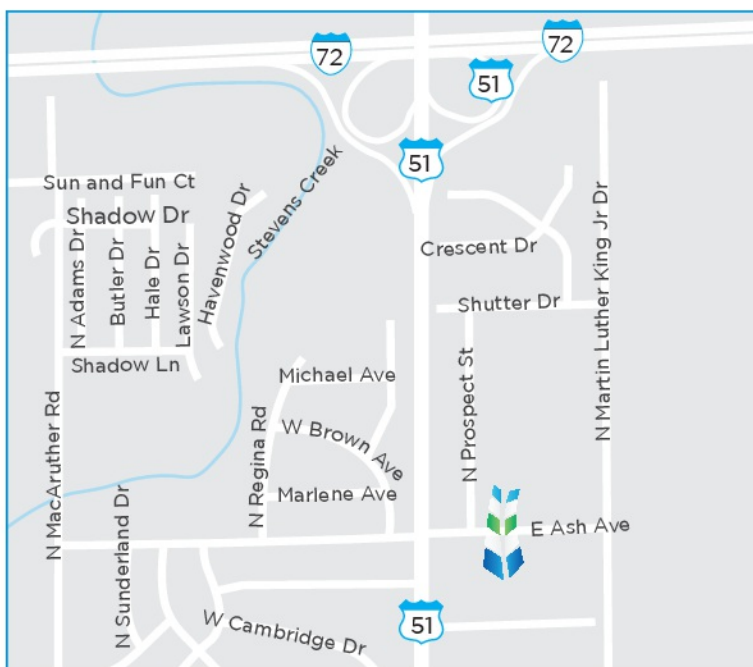 72
72
51
51
Sun and Fun Ct
Shadow Dr
N Adams Dr
Butler Dr
Hale Dr
Lawson Dr
Havenwood Dr
Stevens Creek
Crescent Dr
N Martin Luther King Jr Dr
Shutter Dr
Shadow Ln
Michael Ave
N MacAruther Rd
N Regina Rd
W Brown Ave
N Prospect St
Marlene Ave
E Ash Ave
N Sunderland Dr
W Cambridge Dr
51